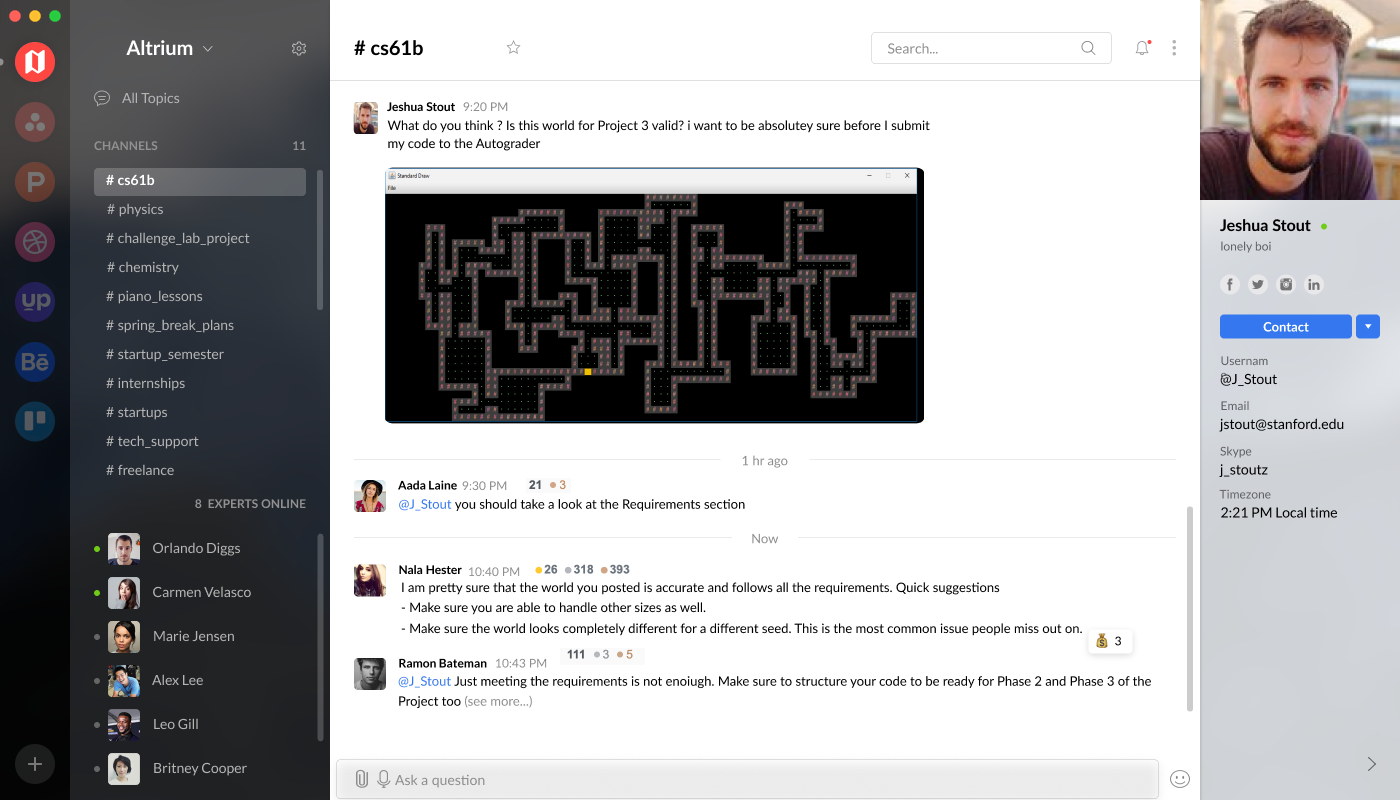 Altrium
All Topics
CHANNELS 11
# cs61b
# physics
# challenge_lab_project
# chemistry
# piano_lessons
# spring_break_plans
# startup_semester
# internships
# startups
# tech_support
# freelance
8 EXPERTS ONLINE
Orlando Diggs
Carmen Velasco
Marie Jensen
Alex Lee
Leo Gill
Britney Cooper
P
up
Bē
# cs61b
Search...
Jeshua Stout 9:20 PM
What do you think ? Is this world for Project 3 valid? i want to be absolutey sure before I submit
my code to the Autograder
Standard Draw
File
1 hr ago
Aada Laine 9:30 PM 21 3
@J_Stout you should take a look at the Requirements section
Now
Nala Hester 10:40 PM 26 318 393
I am pretty sure that the world you posted is accurate and follows all the requirements. Quick suggestions
- Make sure you are able to handle other sizes as well.
- Make sure the world looks completely different for a different seed. This is the most common issue people miss out on.
3
Ramon Bateman 10:43 PM 111 3 5
@J_Stout Just meeting the requirements is not enoiugh. Make sure to structure your code to be ready for Phase 2 and Phase 3 of the
Project too (see more...)
Ask a question
Jeshua Stout
lonely boi
Contact
Usernam
@J_Stout
Email
jstout@stanford.edu
Skype
j_stoutz
Timezone
2:21 PM Local time